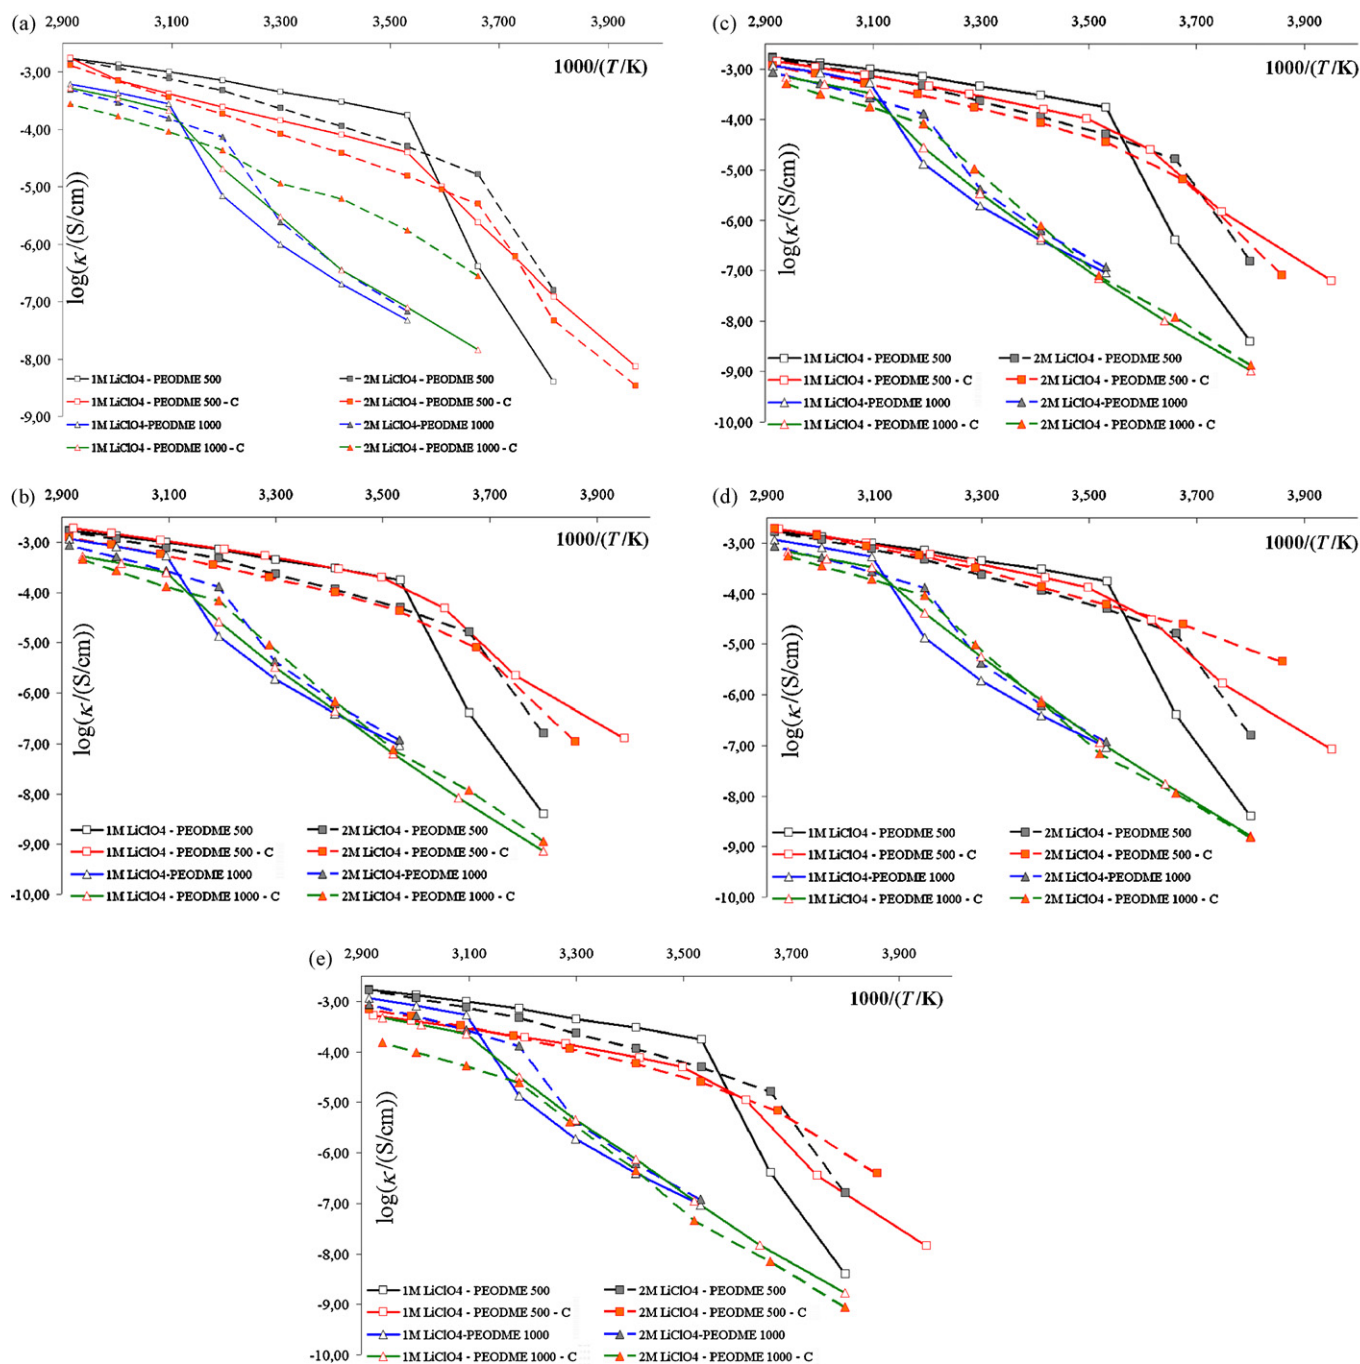 (a)
2,900 3,100 3,300 3,500 3,700 3,900
1000/(T/K)
log(κ/(S/cm))
-3,00
-4,00
-5,00
-6,00
-7,00
-8,00
-9,00
1M LiClO4 - PEODME 500 2M LiClO4 - PEODME 500
1M LiClO4 - PEODME 500 - C 2M LiClO4 - PEODME 500 - C
1M LiClO4-PEODME 1000 2M LiClO4-PEODME 1000
1M LiClO4 - PEODME 1000 - C 2M LiClO4 - PEODME 1000 - C
(c)
2,900 3,100 3,300 3,500 3,700 3,900
1000/(T/K)
log(κ/(S/cm))
-3,00
-4,00
-5,00
-6,00
-7,00
-8,00
-9,00
-10,00
1M LiClO4 - PEODME 500 2M LiClO4 - PEODME 500
1M LiClO4 - PEODME 500 - C 2M LiClO4 - PEODME 500 - C
1M LiClO4-PEODME 1000 2M LiClO4-PEODME 1000
1M LiClO4 - PEODME 1000 - C 2M LiClO4 - PEODME 1000 - C
(b)
2,900 3,100 3,300 3,500 3,700 3,900
1000/(T/K)
log(κ/(S/cm))
-3,00
-4,00
-5,00
-6,00
-7,00
-8,00
-9,00
-10,00
1M LiClO4 - PEODME 500 2M LiClO4 - PEODME 500
1M LiClO4 - PEODME 500 - C 2M LiClO4 - PEODME 500 - C
1M LiClO4-PEODME 1000 2M LiClO4-PEODME 1000
1M LiClO4 - PEODME 1000 - C 2M LiClO4 - PEODME 1000 - C
(d)
2,900 3,100 3,300 3,500 3,700 3,900
1000/(T/K)
log(κ/(S/cm))
-3,00
-4,00
-5,00
-6,00
-7,00
-8,00
-9,00
-10,00
1M LiClO4 - PEODME 500 2M LiClO4 - PEODME 500
1M LiClO4 - PEODME 500 - C 2M LiClO4 - PEODME 500 - C
1M LiClO4-PEODME 1000 2M LiClO4-PEODME 1000
1M LiClO4 - PEODME 1000 - C 2M LiClO4 - PEODME 1000 - C
(e)
2,900 3,100 3,300 3,500 3,700 3,900
1000/(T/K)
log(κ/(S/cm))
-3,00
-4,00
-5,00
-6,00
-7,00
-8,00
-9,00
-10,00
1M LiClO4 - PEODME 500 2M LiClO4 - PEODME 500
1M LiClO4 - PEODME 500 - C 2M LiClO4 - PEODME 500 - C
1M LiClO4-PEODME 1000 2M LiClO4-PEODME 1000
1M LiClO4 - PEODME 1000 - C 2M LiClO4 - PEODME 1000 - C